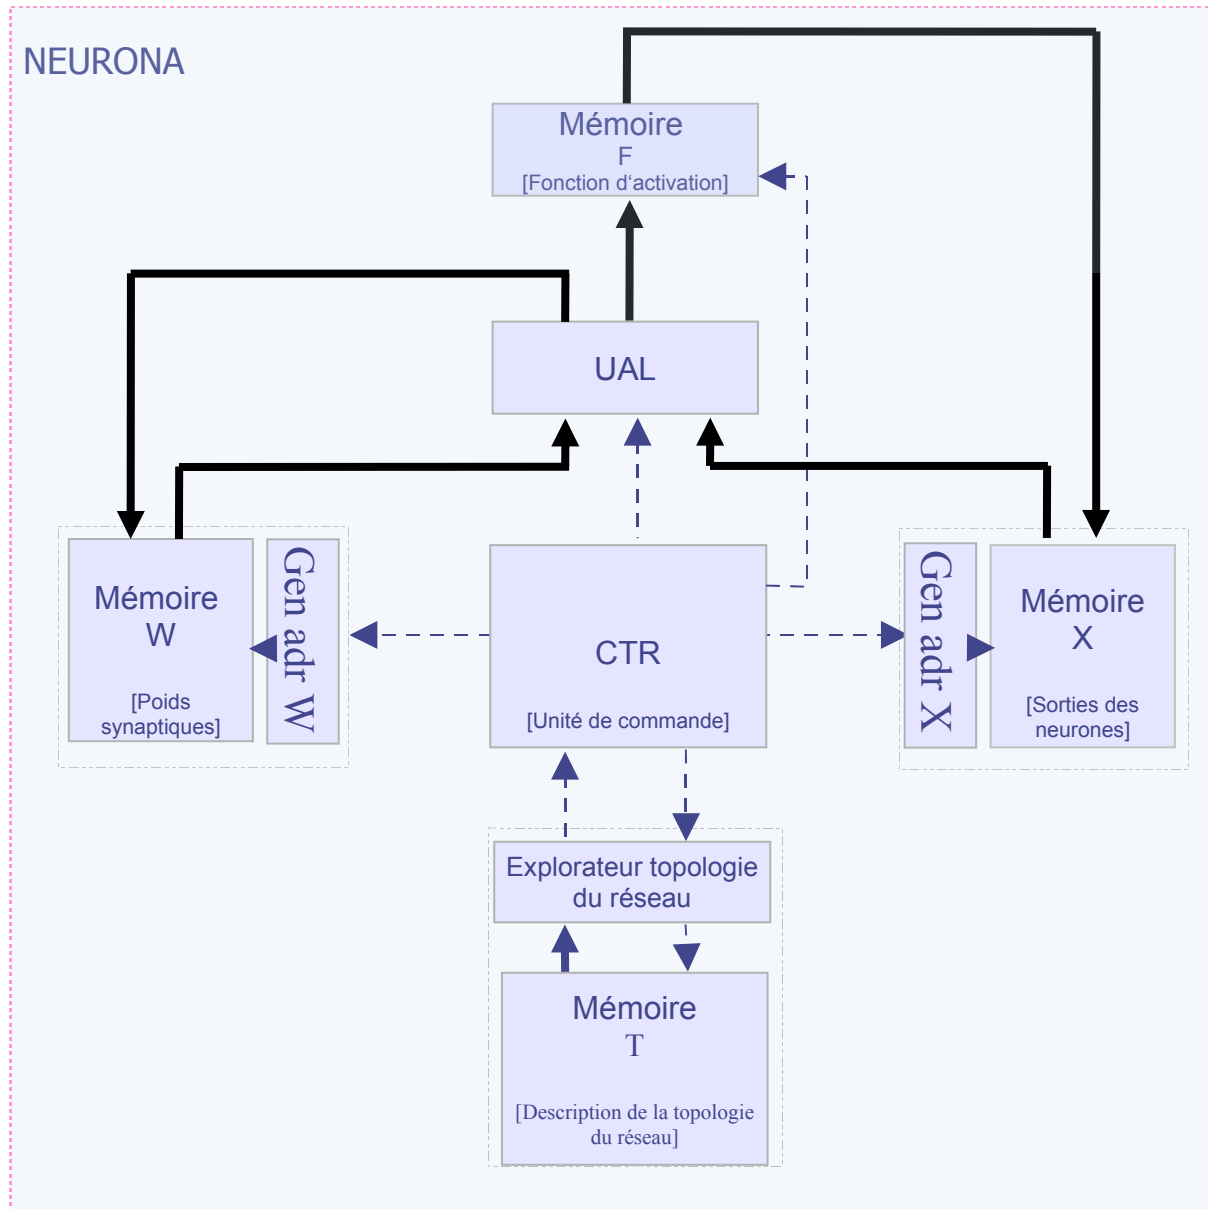 NEURONA
Mémoire
F
[Fonction d‘activation]
UAL
Mémoire
W
[Poids
synaptiques]
Gen adr W
CTR
[Unité de commande]
Gen adr X
Mémoire
X
[Sorties des
neurones]
Explorateur topologie
du réseau
Mémoire
T
[Description de la topologie
du réseau]